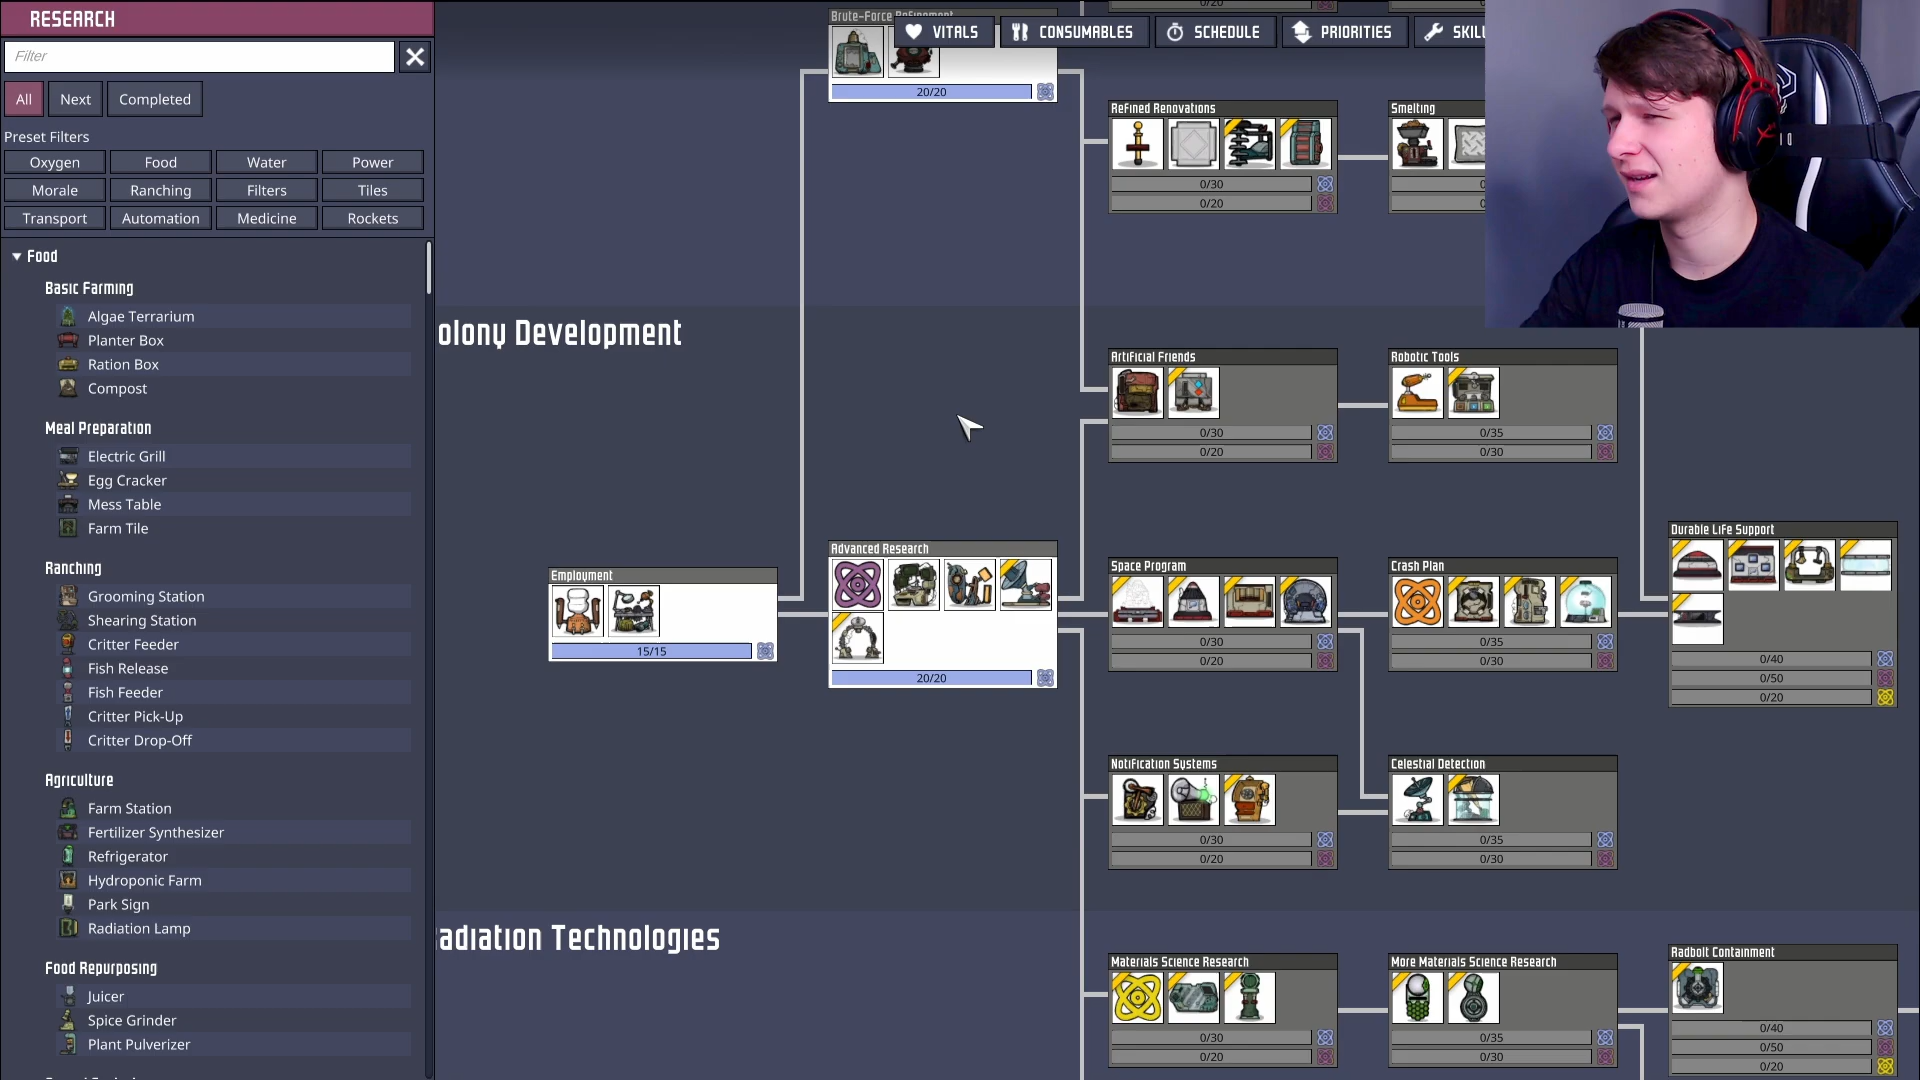 RESEARCH
Filter
All
Next
Completed
Preset Filters
Oxygen
Food
Water
Power
Morale
Ranching
Filters
Tiles
Transport
Automation
Medicine
Rockets
Food
Basic Farming
Algae Terrarium
Planter Box
Ration Box
Compost
Meal Preparation
Electric Grill
Egg Cracker
Mess Table
Farm Tile
Ranching
Grooming Station
Shearing Station
Critter Feeder
Fish Release
Fish Feeder
Critter Pick-Up
Critter Drop-Off
Agriculture
Farm Station
Fertilizer Synthesizer
Refrigerator
Hydroponic Farm
Park Sign
Radiation Lamp
Food Repurposing
Juicer
Spice Grinder
Plant Pulverizer
VITALS
CONSUMABLES
SCHEDULE
PRIORITIES
SKILL
0/20
Brute-Force Refinement
20/20
Refined Renovations
0/30
0/20
Smelting
olony Development
Artificial Friends
0/30
0/20
Robotic Tools
0/35
0/30
Employment
15/15
Advanced Research
20/20
Space Program
0/30
0/20
Crash Plan
0/35
0/30
Durable Life Support
0/40
0/50
0/20
Notification Systems
0/30
0/20
Celestial Detection
0/35
0/30
adiation Technologies
Materials Science Research
0/30
0/20
More Materials Science Research
0/35
0/30
Radbolt Containment
0/40
0/50
0/20